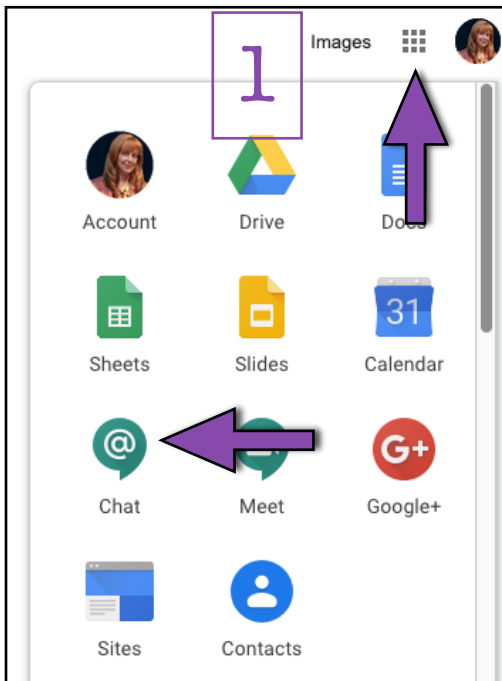 1
Images
Account Drive Docs
Sheets Slides 31 Calendar
@ G+
Chat Meet Google+
Sites Contacts